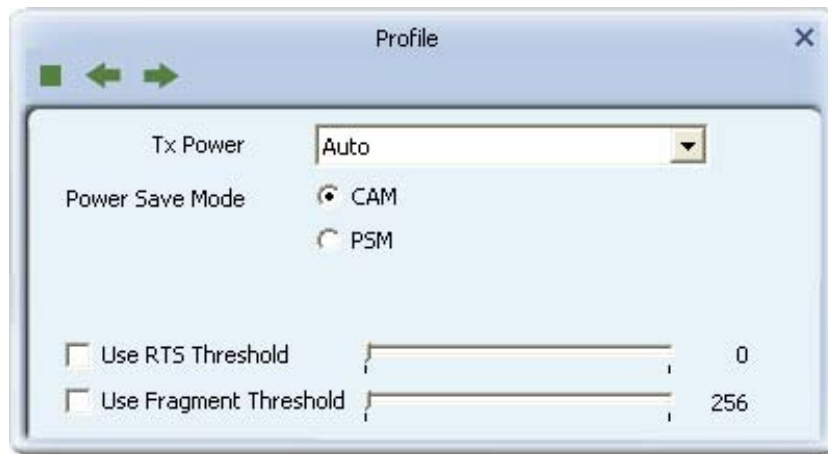 Profile
Tx Power Auto
Power Save Mode CAM
PSM
Use RTS Threshold 0
Use Fragment Threshold 256